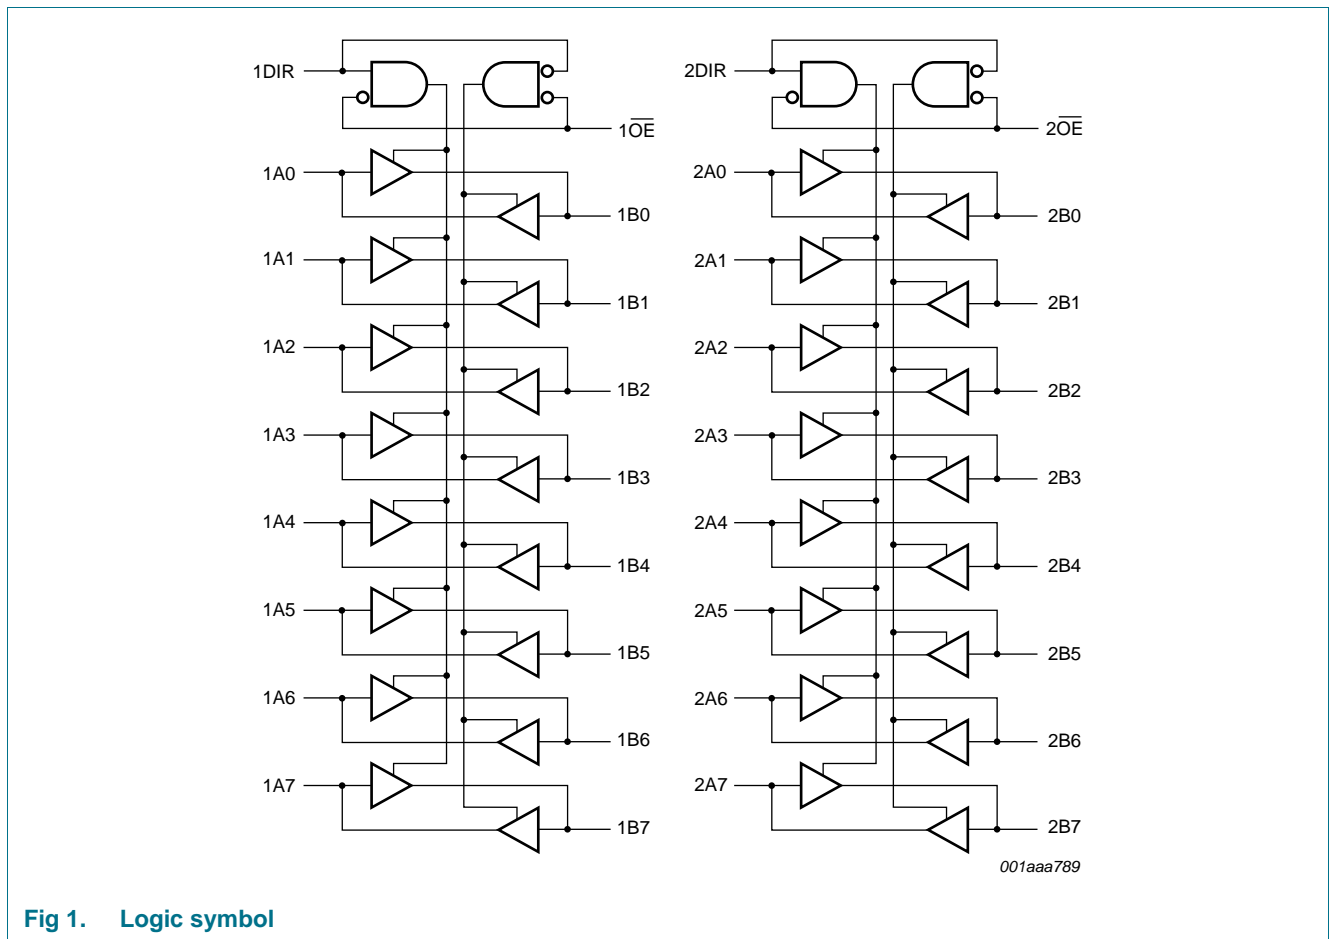 1DIR
1OE
1A0
1B0
1A1
1B1
1A2
1B2
1A3
1B3
1A4
1B4
1A5
1B5
1A6
1B6
1A7
1B7
2DIR
2OE
2A0
2B0
2A1
2B1
2A2
2B2
2A3
2B3
2A4
2B4
2A5
2B5
2A6
2B6
2A7
2B7
001aaa789
Fig 1. Logic symbol